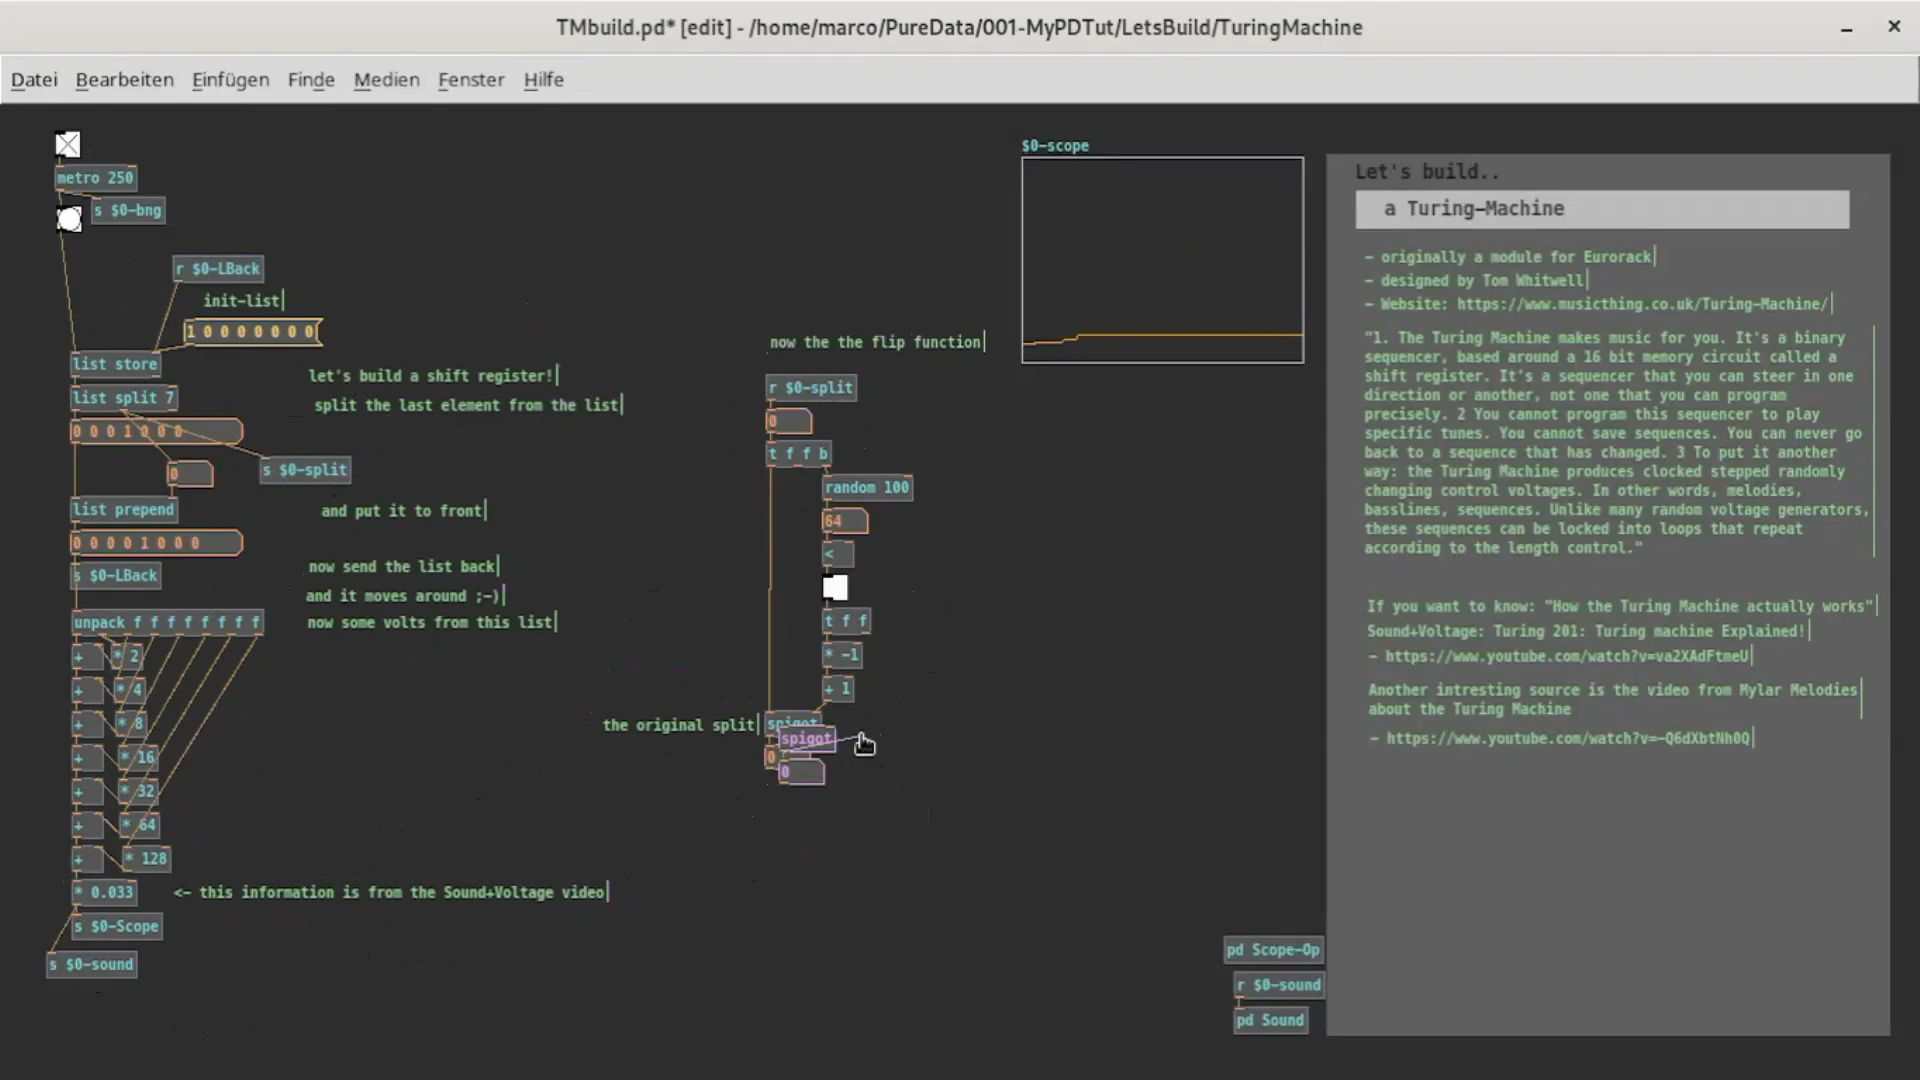 TMbuild.pd* [edit] - /home/marco/PureData/001-MyPDTut/LetsBuild/TuringMachine
Datei Bearbeiten Einfügen Finde Medien Fenster Hilfe
metro 250
s $0-bng
r $0-LBack
init-list
1 0 0 0 0 0 0 0
list store
let's build a shift register!
list split 7
split the last element from the list
0 0 0 1 0 0 0
0
s $0-split
list prepend
and put it to front
0 0 0 0 1 0 0 0
now send the list back
s $0-LBack
and it moves around ;-)
unpack f f f f f f f f
now some volts from this list
+ * 2
+ * 4
+ * 8
+ * 16
+ * 32
+ * 64
+ * 128
* 0.033
<- this information is from the Sound+Voltage video
s $0-Scope
s $0-sound
now the the flip function
r $0-split
0
t f f b
random 100
64
<
t f f
* -1
+ 1
the original split
spigot
spigot
0
0
$0-scope
pd Scope-Op
r $0-sound
pd Sound
Let's build..
a Turing-Machine
- originally a module for Eurorack
- designed by Tom Whitwell
- Website: https://www.musicthing.co.uk/Turing-Machine/
"1. The Turing Machine makes music for you. It's a binary
sequencer, based around a 16 bit memory circuit called a
shift register. It's a sequencer that you can steer in one
direction or another, not one that you can program
precisely. 2 You cannot program this sequencer to play
specific tunes. You cannot save sequences. You can never go
back to a sequence that has changed. 3 To put it another
way: the Turing Machine produces clocked stepped randomly
changing control voltages. In other words, melodies,
basslines, sequences. Unlike many random voltage generators,
these sequences can be locked into loops that repeat
according to the length control."
If you want to know: "How the Turing Machine actually works"
Sound+Voltage: Turing 201: Turing machine Explained!
- https://www.youtube.com/watch?v=va2XAdFtmeU
Another intresting source is the video from Mylar Melodies
about the Turing Machine
- https://www.youtube.com/watch?v=-Q6dXbtNh0Q